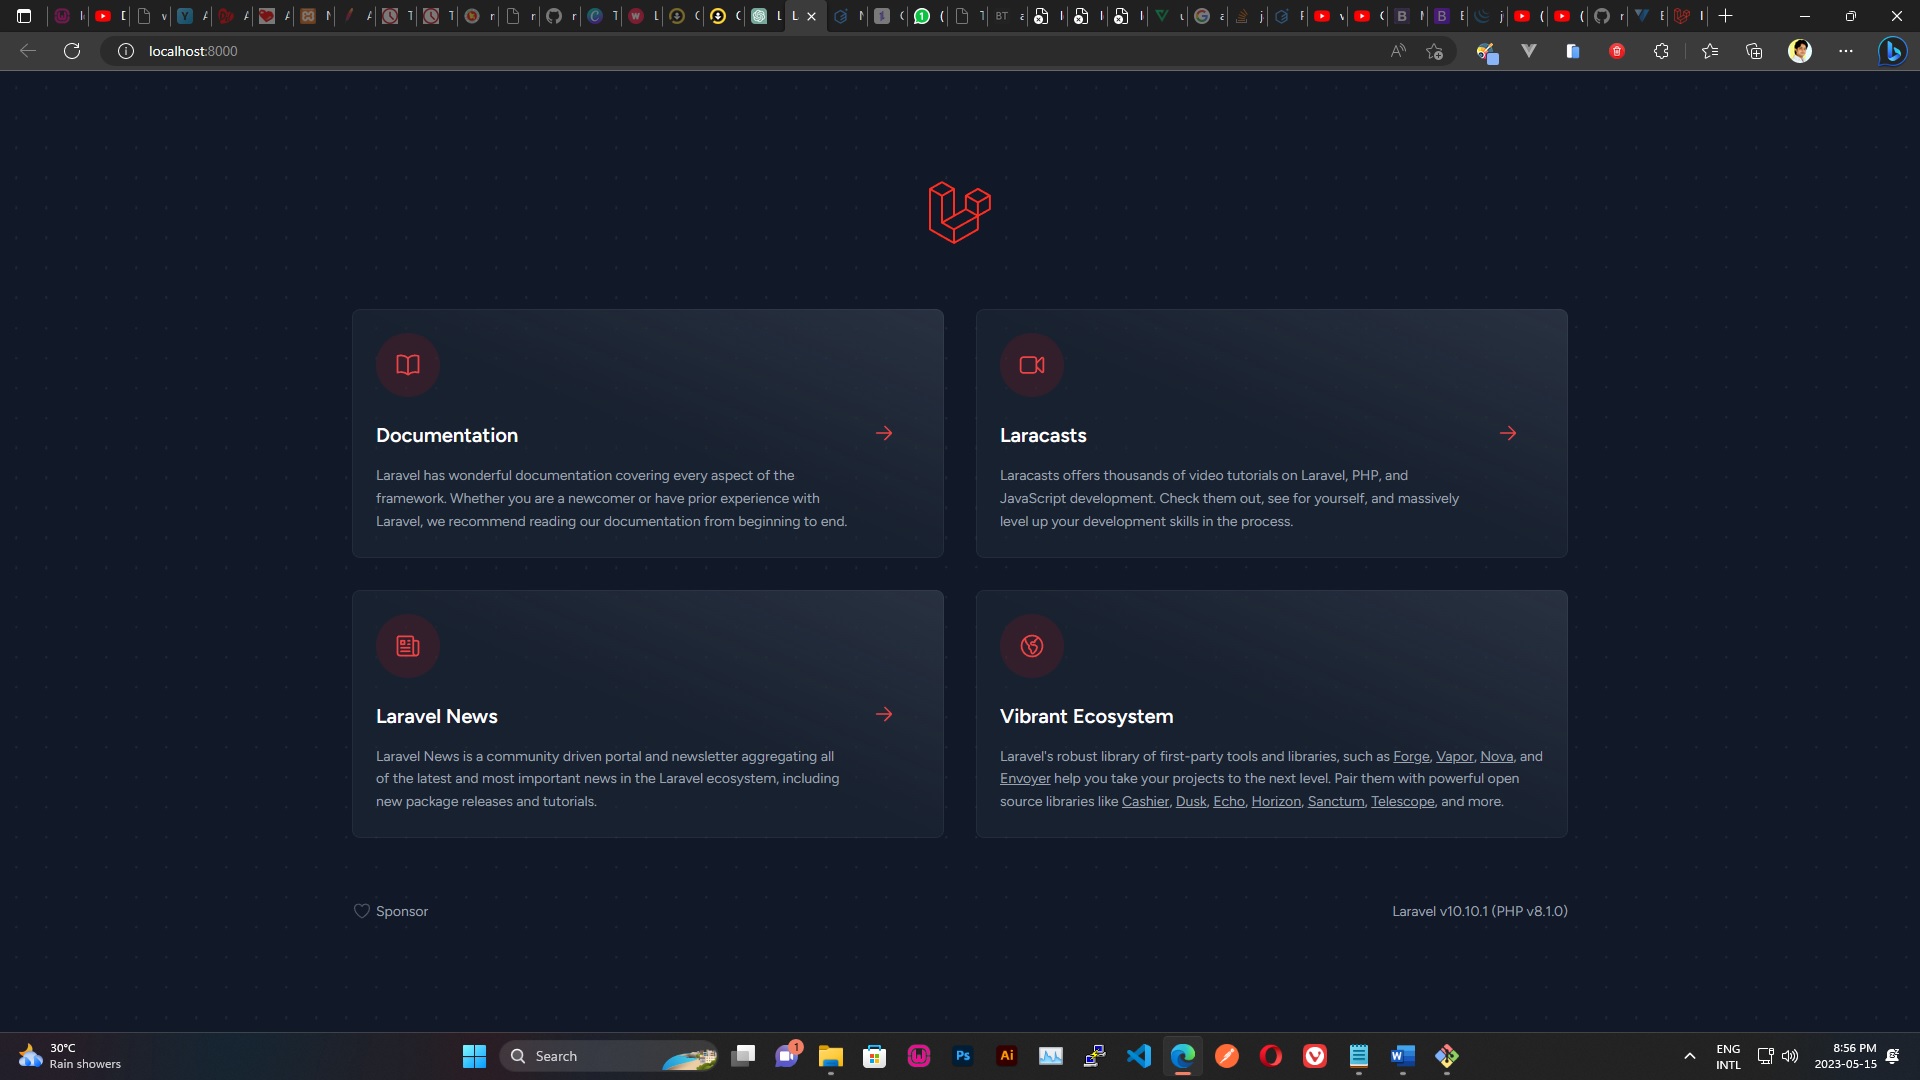 localhost:8000
Documentation
Laravel has wonderful documentation covering every aspect of the
framework. Whether you are a newcomer or have prior experience with
Laravel, we recommend reading our documentation from beginning to end.
Laracasts
Laracasts offers thousands of video tutorials on Laravel, PHP, and
JavaScript development. Check them out, see for yourself, and massively
level up your development skills in the process.
Laravel News
Laravel News is a community driven portal and newsletter aggregating all
of the latest and most important news in the Laravel ecosystem, including
new package releases and tutorials.
Vibrant Ecosystem
Laravel's robust library of first-party tools and libraries, such as Forge, Vapor, Nova, and
Envoyer help you take your projects to the next level. Pair them with powerful open
source libraries like Cashier, Dusk, Echo, Horizon, Sanctum, Telescope, and more.
Sponsor
Laravel v10.10.1 (PHP v8.1.0)
30°C
Rain showers
Search
1
Ps
Ai
ENG
INTL
8:56 PM
2023-05-15